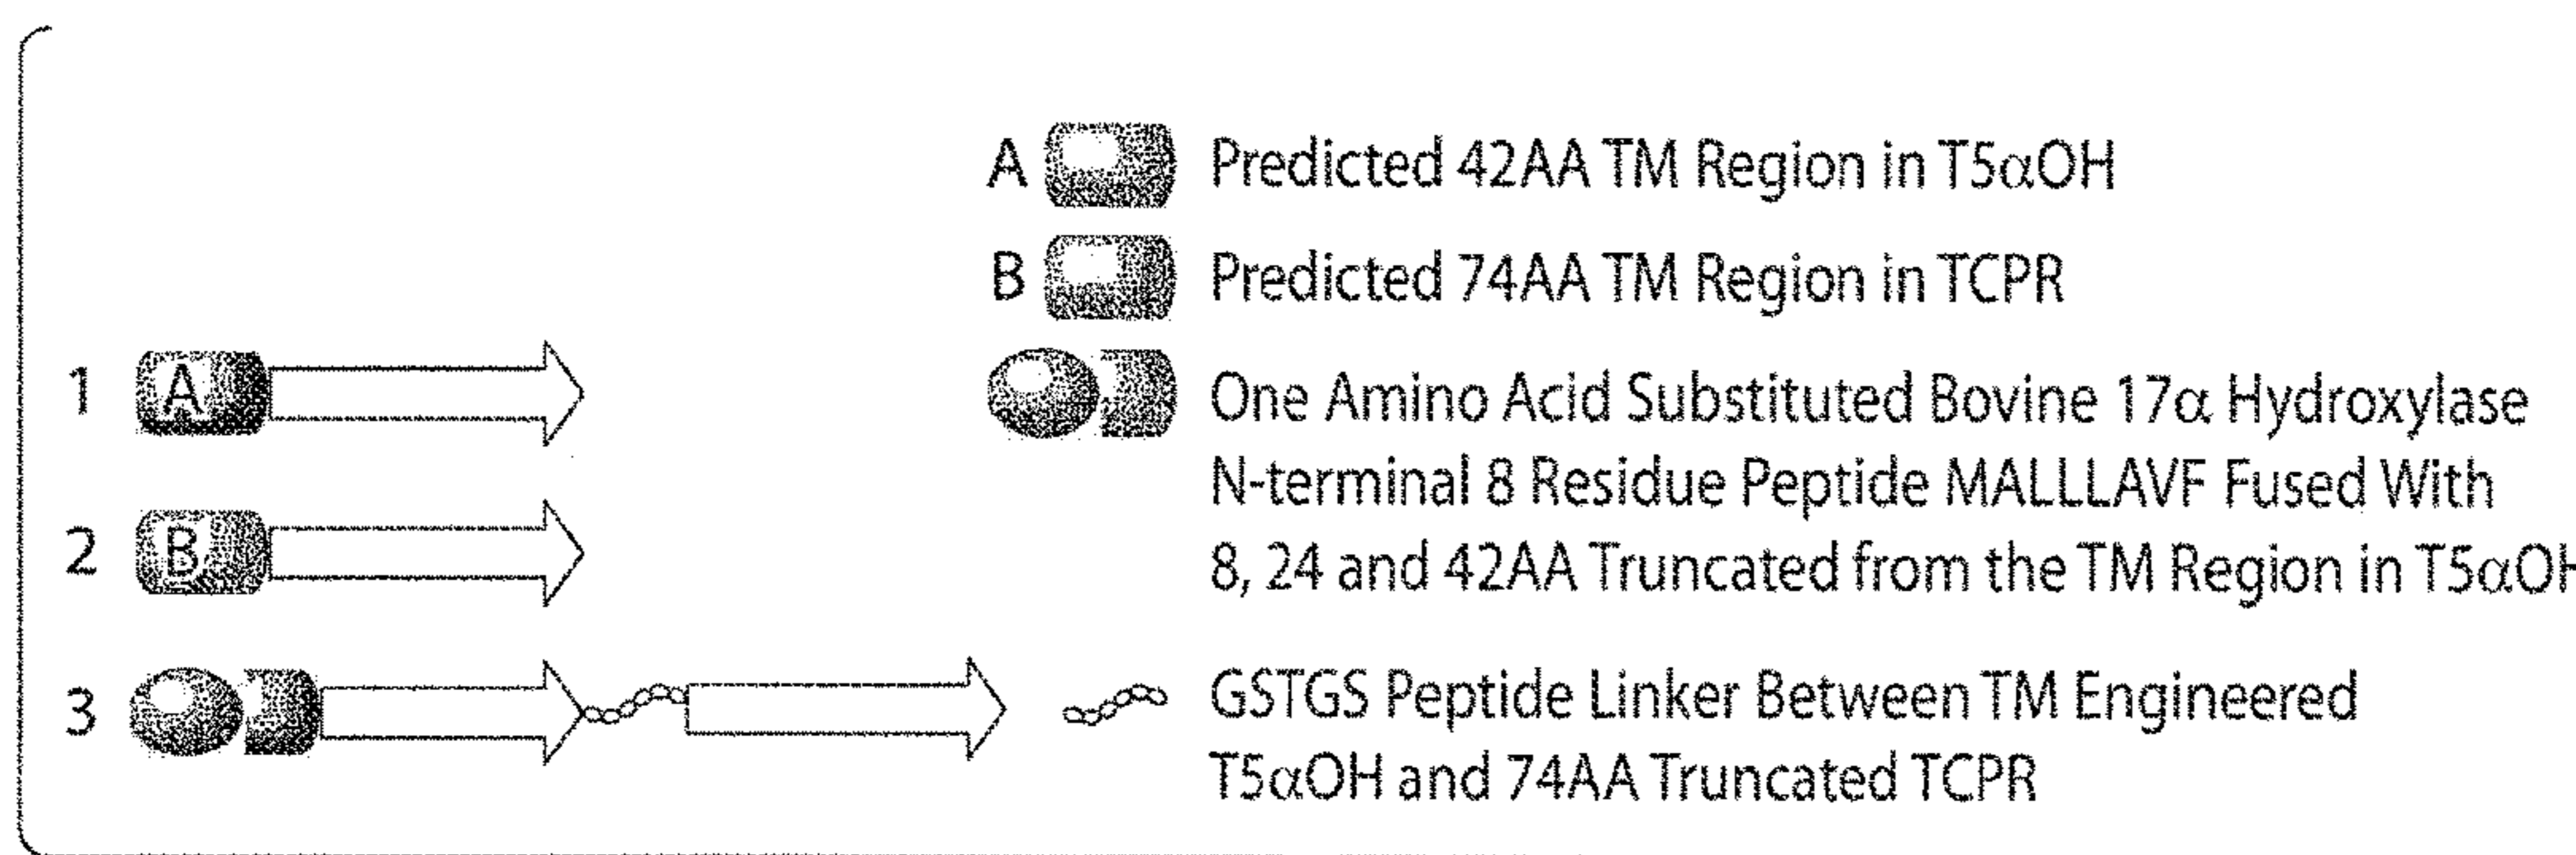 A Predicted 42AA TM Region in T5αOH
B Predicted 74AA TM Region in TCPR
1 A
One Amino Acid Substituted Bovine 17α Hydroxylase
N-terminal 8 Residue Peptide MALLLAVF Fused With
2 B
8, 24 and 42AA Truncated from the TM Region in T5αOH
3
GSTGS Peptide Linker Between TM Engineered
T5αOH and 74AA Truncated TCPR